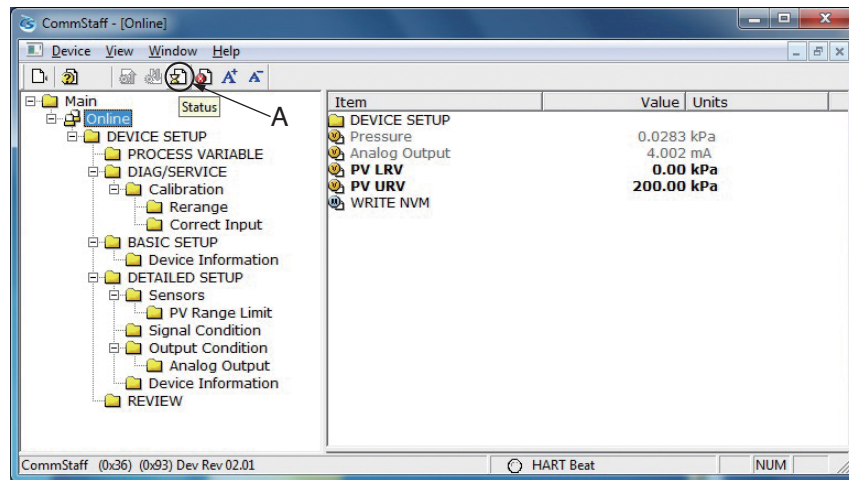 CommStaff - [Online]
Device View Window Help
Status
A
Main
Online
DEVICE SETUP
PROCESS VARIABLE
DIAG/SERVICE
Calibration
Rerange
Correct Input
BASIC SETUP
Device Information
DETAILED SETUP
Sensors
PV Range Limit
Signal Condition
Output Condition
Analog Output
Device Information
REVIEW
Item Value Units
DEVICE SETUP
Pressure 0.0283 kPa
Analog Output 4.002 mA
PV LRV 0.00 kPa
PV URV 200.00 kPa
WRITE NVM
CommStaff (0x36) (0x93) Dev Rev 02.01 HART Beat NUM